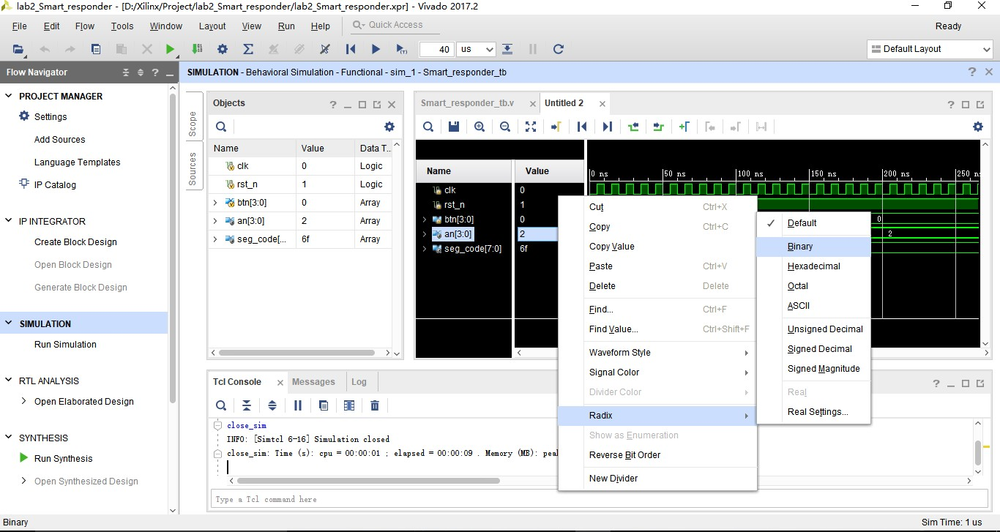 lab2_Smart_responder - [D:/Xilinx/Project/lab2_Smart_responder/lab2_Smart_responder.xpr] - Vivado 2017.2
File Edit Flow Tools Window Layout View Run Help Quick Access Ready
40 us Default Layout
Flow Navigator
SIMULATION - Behavioral Simulation - Functional - sim_1 - Smart_responder_tb
PROJECT MANAGER
Settings
Add Sources
Language Templates
IP Catalog
IP INTEGRATOR
Create Block Design
Open Block Design
Generate Block Design
SIMULATION
Run Simulation
RTL ANALYSIS
Open Elaborated Design
SYNTHESIS
Run Synthesis
Open Synthesized Design
Scope
Sources
Objects
Name Value Data T..
clk 0 Logic
rst_n 1 Logic
btn[3:0] 0 Array
an[3:0] 2 Array
seg_code[... 6f Array
Smart_responder_tb.v Untitled 2
Name Value
0 ns 50 ns 100 ns 150 ns 200 ns 250 n
clk 0
rst_n 1
btn[3:0] 0
an[3:0] 2
seg_code[7:0] 6f
0
2
Cut Ctrl+X
Copy Ctrl+C
Copy Value
Paste Ctrl+V
Delete Delete
Find... Ctrl+F
Find Value... Ctrl+Shift+F
Waveform Style
Signal Color
Divider Color
Radix
Show as Enumeration
Reverse Bit Order
New Divider
Default
Binary
Hexadecimal
Octal
ASCII
Unsigned Decimal
Signed Decimal
Signed Magnitude
Real
Real Settings...
Tcl Console Messages Log
close_sim
INFO: [Simtcl 6-16] Simulation closed
close_sim: Time (s): cpu = 00:00:01 ; elapsed = 00:00:09 . Memory (MB): peal
Type a Tcl command here
Binary Sim Time: 1 us